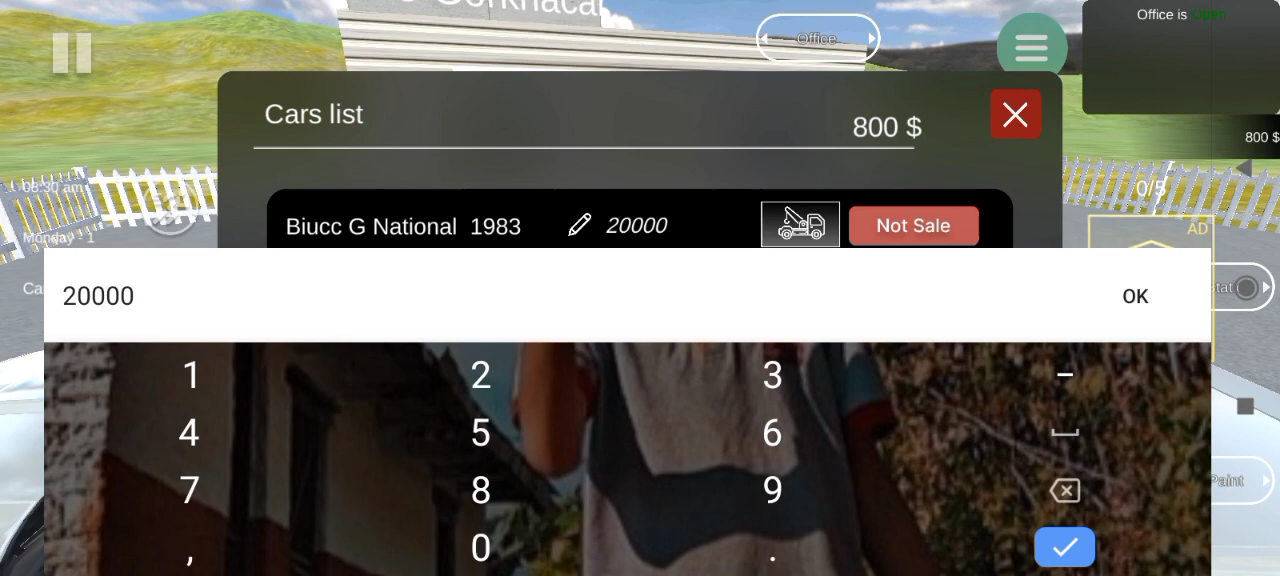 Office is Open
Office
Cars list
800 $
800 $
Biucc G National 1983
20000
Not Sale
08:30 am
Monday - 1
0/5
AD
20000
OK
1 2 3 -
4 5 6
7 8 9
, 0 .
Paint